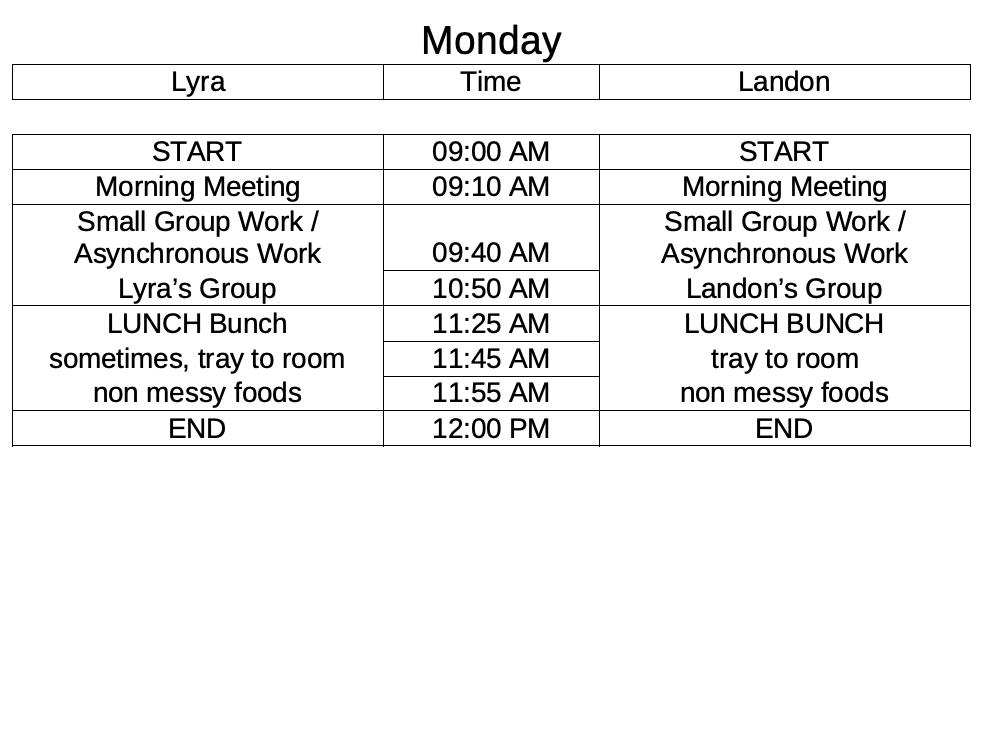 Monday
Lyra Time Landon
START 09:00 AM START
Morning Meeting 09:10 AM Morning Meeting
Small Group Work / Small Group Work /
Asynchronous Work 09:40 AM Asynchronous Work
Lyra’s Group 10:50 AM Landon’s Group
LUNCH Bunch 11:25 AM LUNCH BUNCH
sometimes, tray to room 11:45 AM tray to room
non messy foods 11:55 AM non messy foods
END 12:00 PM END